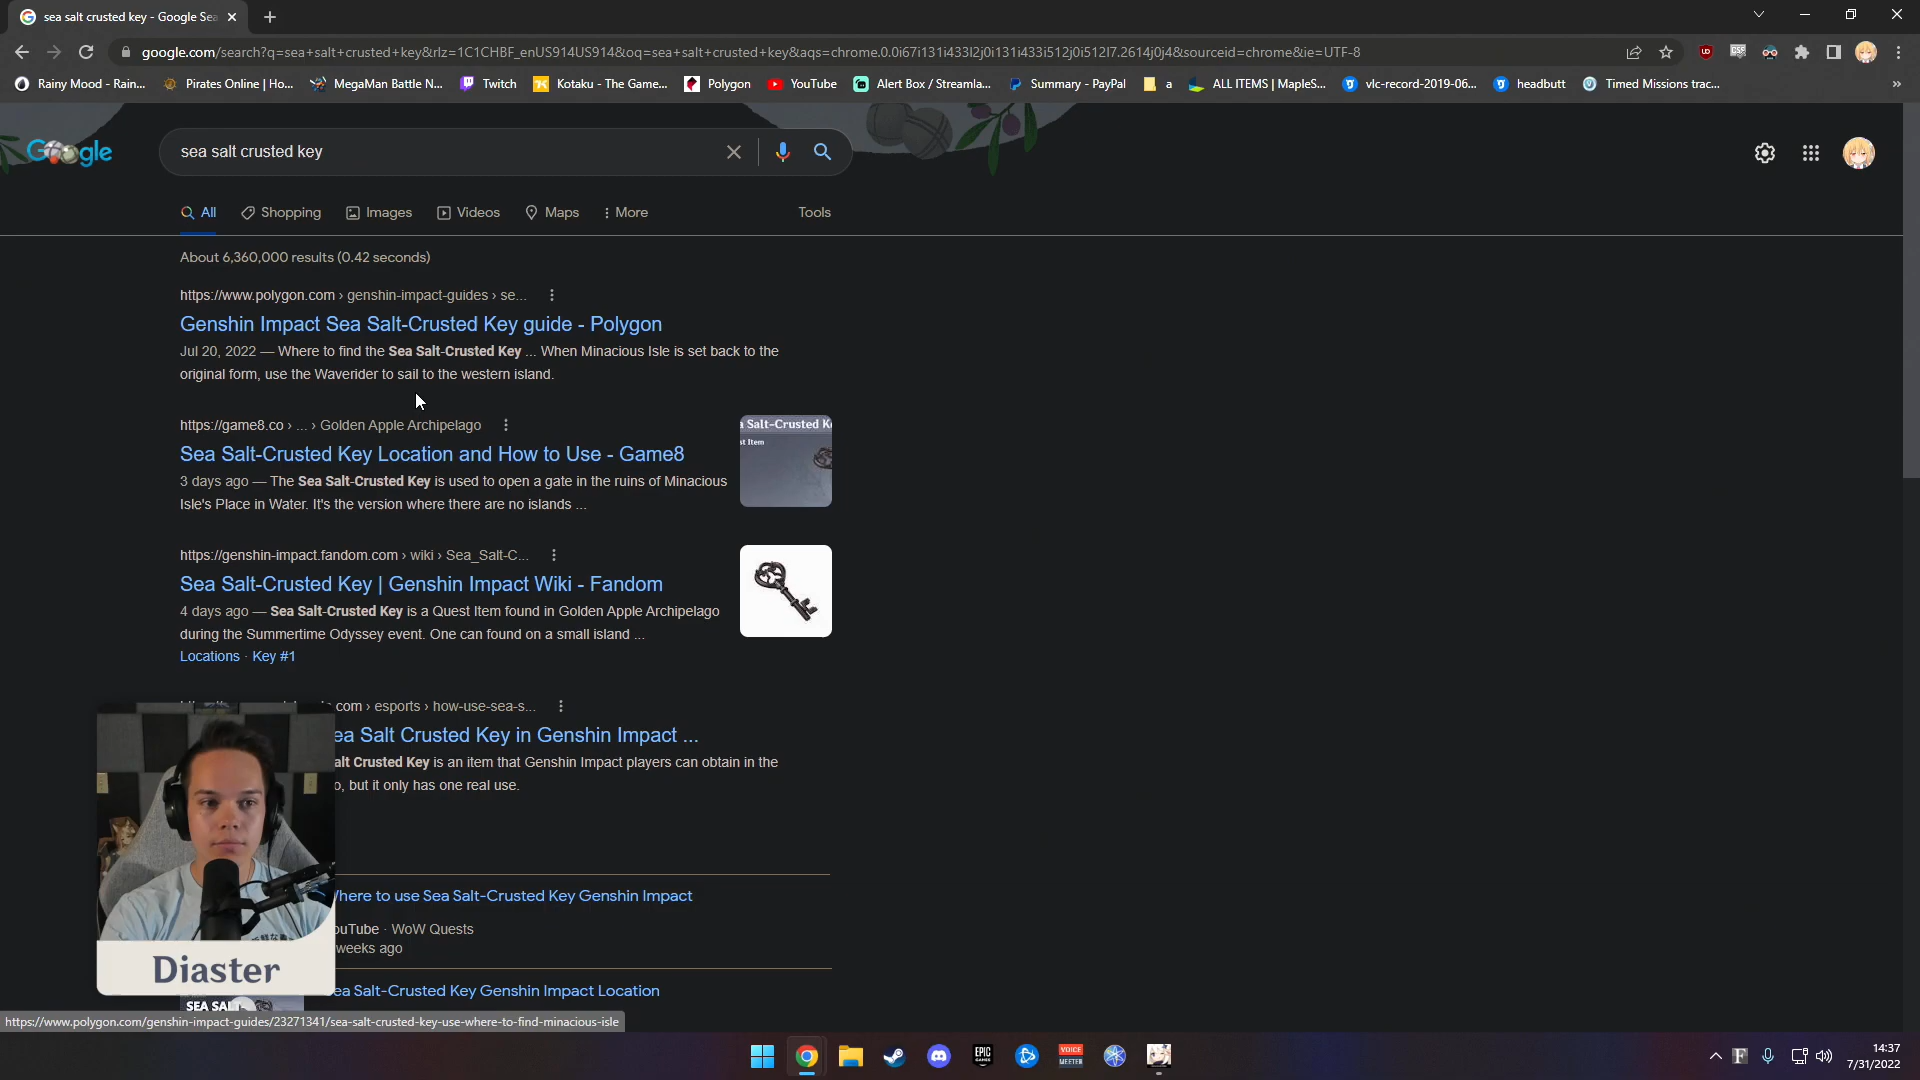 sea salt crusted key - Google Sea
google.com/search?q=sea+salt+crusted+key&rlz=1C1CHBF_enUS914US914&oq=sea+salt+crusted+key&aqs=chrome.0.0i67i131i433l2j0i131i433i512j0i512l7.2614j0j4&sourceid=chrome&ie=UTF-8
Rainy Mood - Rain... Pirates Online | Ho... MegaMan Battle N... Twitch Kotaku - The Game... Polygon YouTube Alert Box / Streamla... Summary - PayPal a ALL ITEMS | MapleS... vlc-record-2019-06... headbutt Timed Missions trac... »
Google
sea salt crusted key
All Shopping Images Videos Maps More Tools
About 6,360,000 results (0.42 seconds)
https://www.polygon.com › genshin-impact-guides › se...
Genshin Impact Sea Salt-Crusted Key guide - Polygon
Jul 20, 2022 — Where to find the Sea Salt-Crusted Key ... When Minacious Isle is set back to the
original form, use the Waverider to sail to the western island.
https://game8.co › ... › Golden Apple Archipelago
Sea Salt-Crusted Key Location and How to Use - Game8
3 days ago — The Sea Salt-Crusted Key is used to open a gate in the ruins of Minacious
Isle's Place in Water. It's the version where there are no islands ...
a Salt-Crusted K
st Item
https://genshin-impact.fandom.com › wiki › Sea_Salt-C...
Sea Salt-Crusted Key | Genshin Impact Wiki - Fandom
4 days ago — Sea Salt-Crusted Key is a Quest Item found in Golden Apple Archipelago
during the Summertime Odyssey event. One can found on a small island ...
Locations · Key #1
com › esports › how-use-sea-s...
ea Salt Crusted Key in Genshin Impact ...
alt Crusted Key is an item that Genshin Impact players can obtain in the
o, but it only has one real use.
here to use Sea Salt-Crusted Key Genshin Impact
ouTube · WoW Quests
weeks ago
Diaster
ea Salt-Crusted Key Genshin Impact Location
SEA SALT-
https://www.polygon.com/genshin-impact-guides/23271341/sea-salt-crusted-key-use-where-to-find-minacious-isle
EPIC GAMES
VOICE MEETER
14:37
7/31/2022